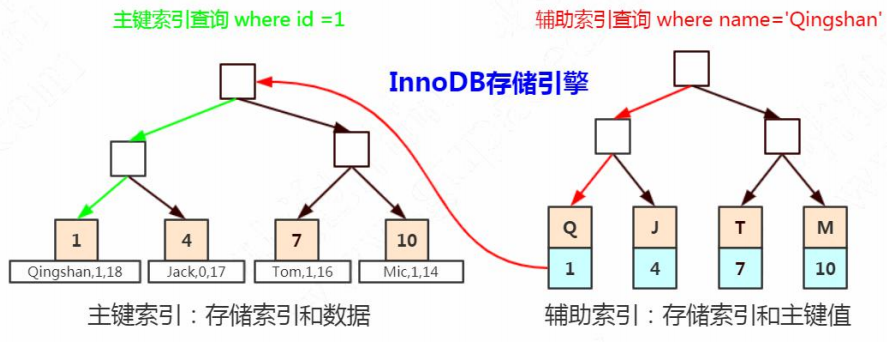 主键索引查询 where id =1
辅助索引查询 where name='Qingshan'
InnoDB存储引擎
1
4
7
10
Qingshan,1,18
Jack,0,17
Tom,1,16
Mic,1,14
Q
J
T
M
1
4
7
10
主键索引：存储索引和数据
辅助索引：存储索引和主键值